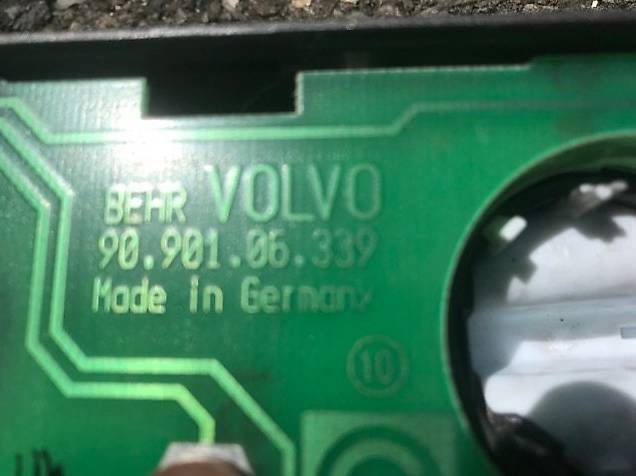 BEHR VOLVO
90.901.06.339
Made in Germany
10